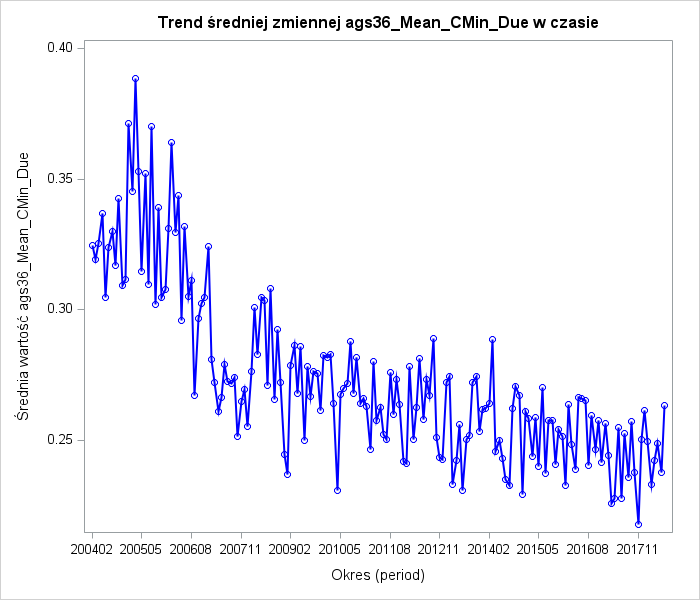 Trend średniej zmiennej ags36_Mean_CMin_Due w czasie
0.40
0.35
0.30
0.25
Średnia wartość ags36_Mean_CMin_Due
200402 200505 200608 200711 200902 201005 201108 201211 201402 201505 201608 201711
Okres (period)